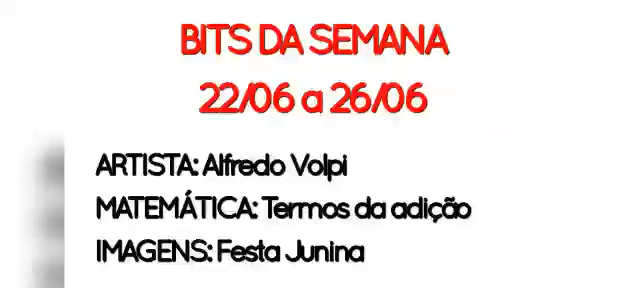 BITS DA SEMANA
22/06 a 26/06
ARTISTA: Alfredo Volpi
MATEMÁTICA: Termos da adição
IMAGENS: Festa Junina